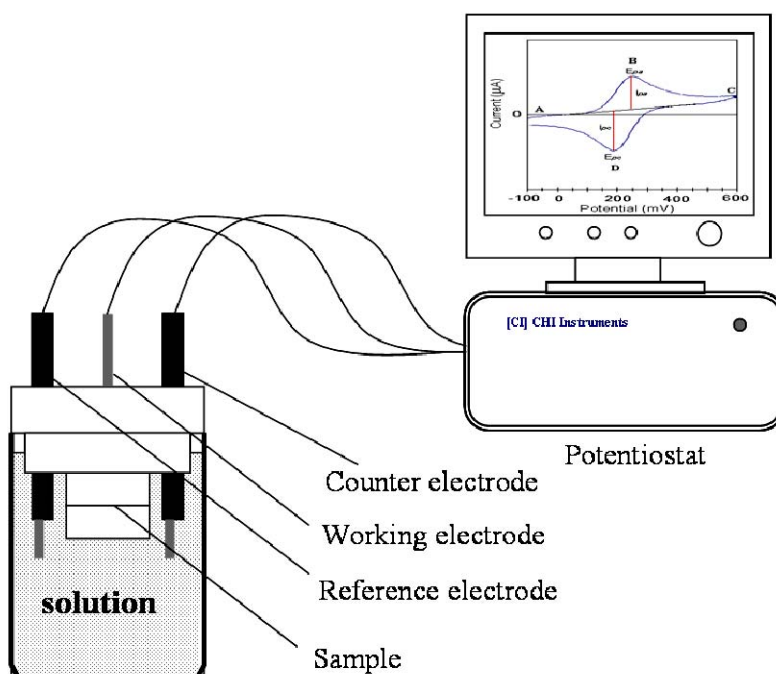 B
Epa
C
ipa
Current (µA)
A
0
ipc
Epc
D
-100 0 200 400 600
Potential (mV)
[CI] CHI Instruments
Potentiostat
Counter electrode
Working electrode
Reference electrode
solution
Sample